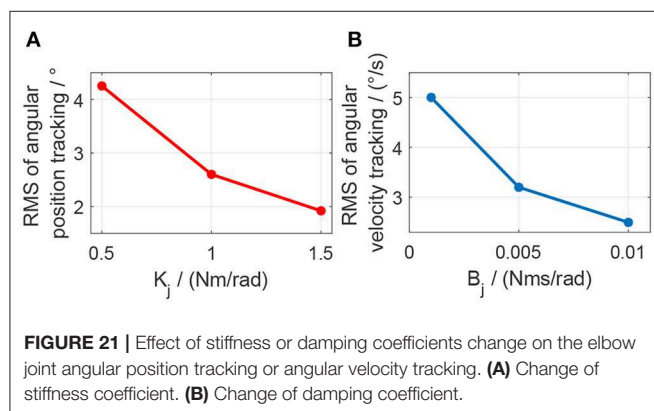 A
RMS of angular
position tracking / °
4
3
2
0.5 1 1.5
K_j / (Nm/rad)
B
RMS of angular
velocity tracking / (°/s)
5
4
3
0 0.005 0.01
B_j / (Nms/rad)
FIGURE 21 | Effect of stiffness or damping coefficients change on the elbow
joint angular position tracking or angular velocity tracking. (A) Change of
stiffness coefficient. (B) Change of damping coefficient.